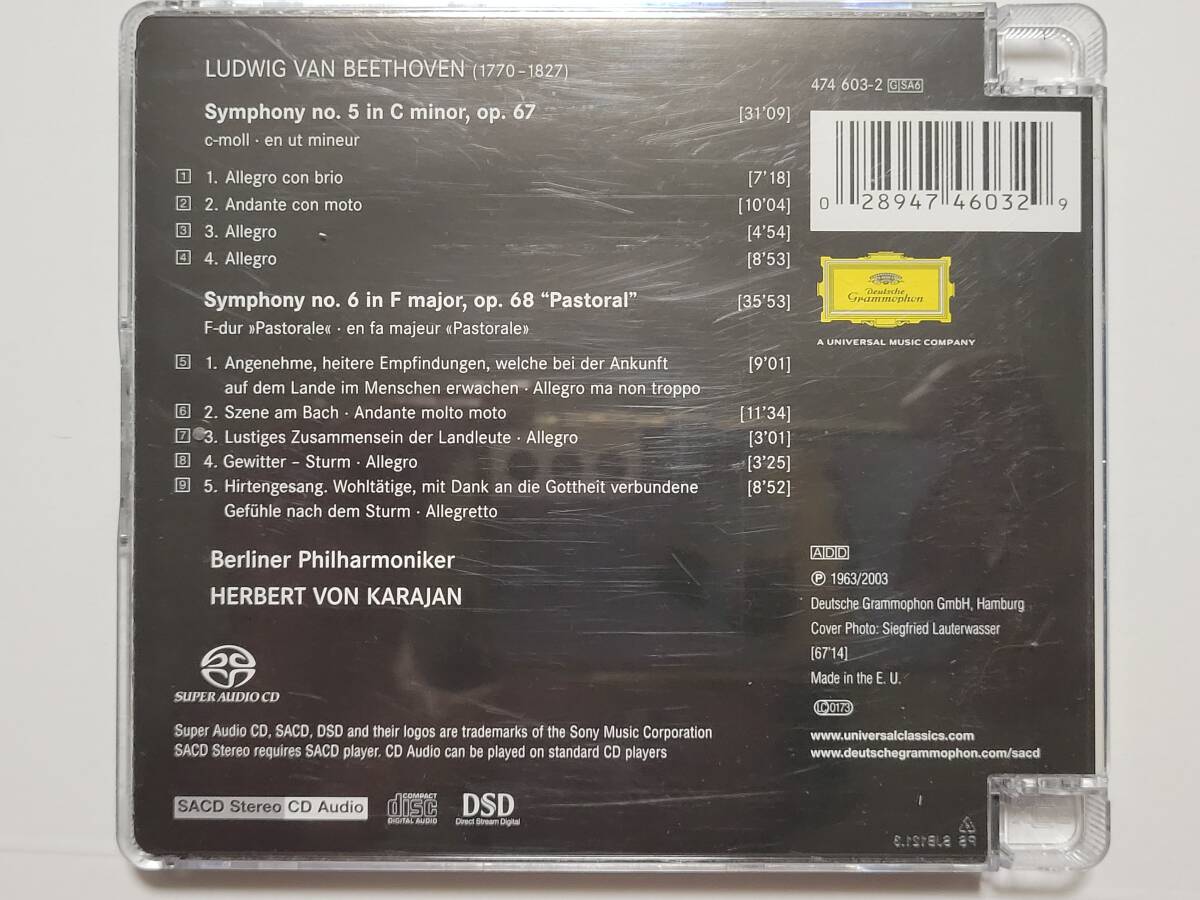 LUDWIG VAN BEETHOVEN (1770–1827)
Symphony no. 5 in C minor, op. 67 [31'09]
c-moll · en ut mineur
1 1. Allegro con brio [7'18]
2 2. Andante con moto [10'04]
3 3. Allegro [4'54]
4 4. Allegro [8'53]
Symphony no. 6 in F major, op. 68 “Pastoral” [35'53]
F-dur »Pastorale« · en fa majeur «Pastorale»
5 1. Angenehme, heitere Empfindungen, welche bei der Ankunft [9'01]
auf dem Lande im Menschen erwachen · Allegro ma non troppo
6 2. Szene am Bach · Andante molto moto [11'34]
7 3. Lustiges Zusammensein der Landleute · Allegro [3'01]
8 4. Gewitter – Sturm · Allegro [3'25]
9 5. Hirtengesang. Wohltätige, mit Dank an die Gottheit verbundene [8'52]
Gefühle nach dem Sturm · Allegretto
Berliner Philharmoniker
HERBERT VON KARAJAN
SUPER AUDIO CD
Super Audio CD, SACD, DSD and their logos are trademarks of the Sony Music Corporation
SACD Stereo requires SACD player. CD Audio can be played on standard CD players
SACD Stereo CD Audio
COMPACT
disc
DIGITAL AUDIO
DSD
Direct Stream Digital
474 603-2 G SA6
0 28947 46032 9
Deutsche
Grammophon
A UNIVERSAL MUSIC COMPANY
ADD
℗ 1963/2003
Deutsche Grammophon GmbH, Hamburg
Cover Photo: Siegfried Lauterwasser
[67'14]
Made in the E. U.
LC 0173
www.universalclassics.com
www.deutschegrammophon.com/sacd